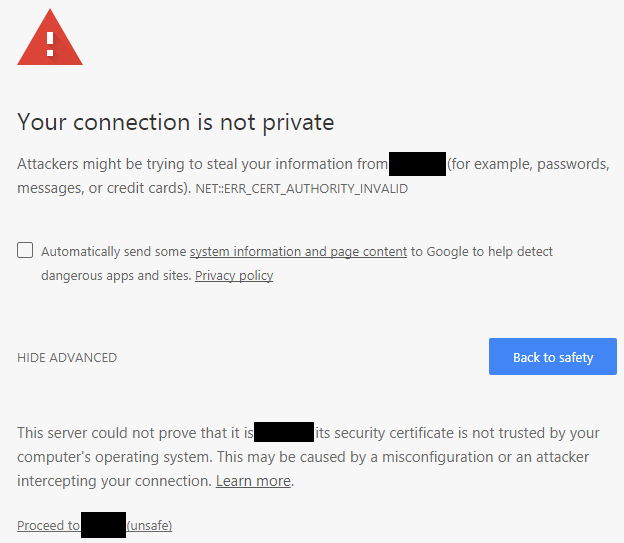 Your connection is not private
Attackers might be trying to steal your information from (for example, passwords,
messages, or credit cards). NET::ERR_CERT_AUTHORITY_INVALID
Automatically send some system information and page content to Google to help detect
dangerous apps and sites. Privacy policy
HIDE ADVANCED
Back to safety
This server could not prove that it is its security certificate is not trusted by your
computer's operating system. This may be caused by a misconfiguration or an attacker
intercepting your connection. Learn more.
Proceed to (unsafe)